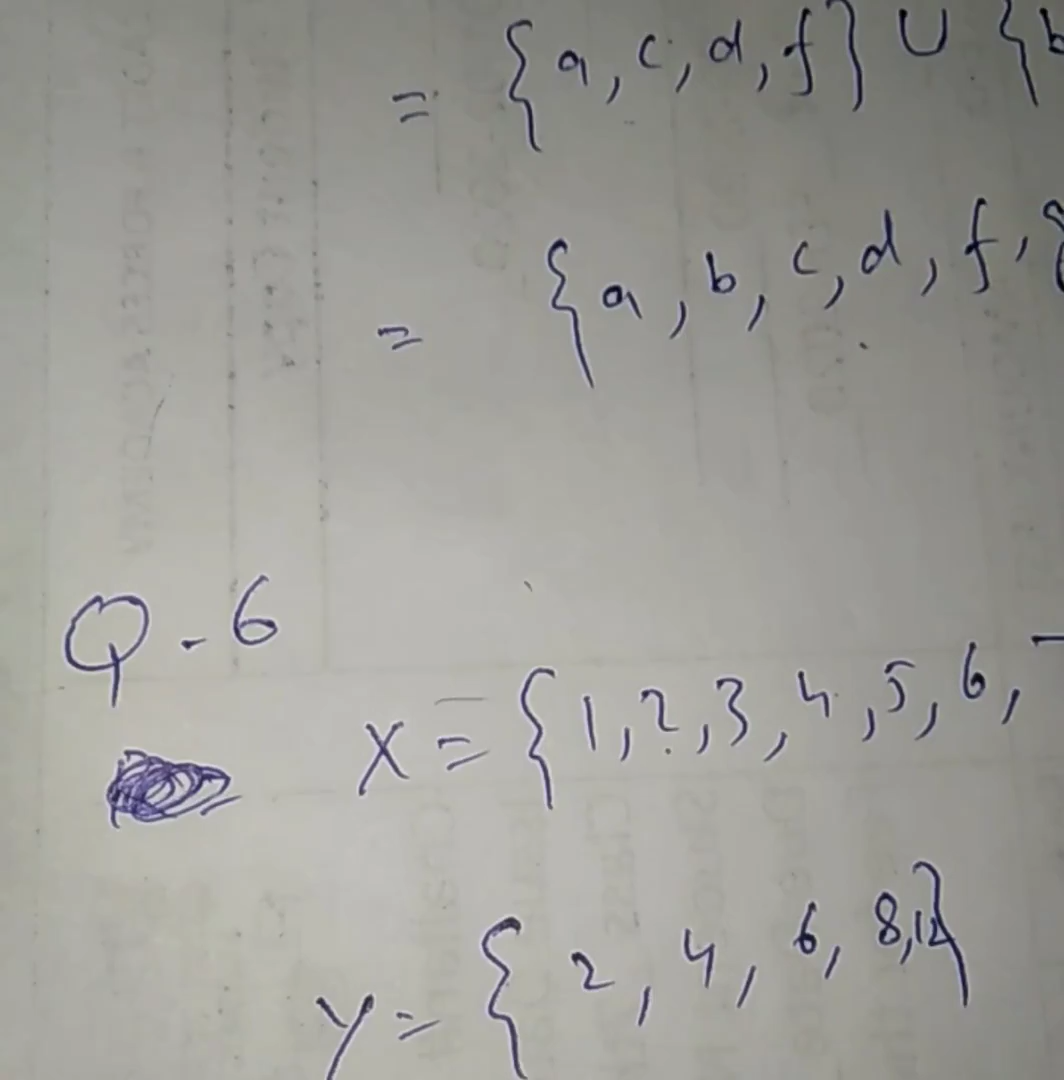 = {a, c, d, f} ∪ {b
= {a, b, c, d, f, }
Q - 6
X = {1, 2, 3, 4, 5, 6,
Y = {2, 4, 6, 8, 12}